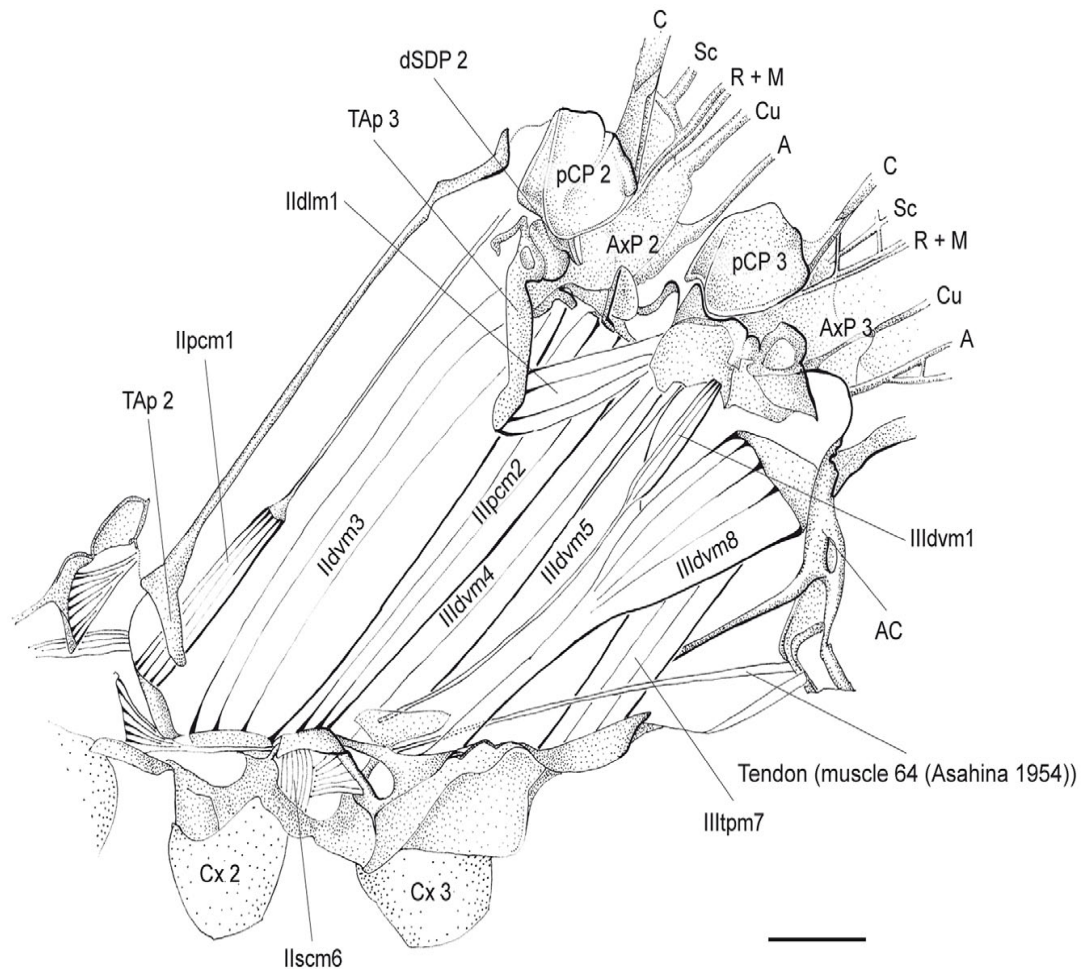 C
Sc
dSDP 2
R + M
Cu
TAp 3
A
pCP 2
C
IIdlm1
Sc
AxP 2
R + M
pCP 3
Cu
AxP 3
IIpcm1
A
TAp 2
IIIpcm2
IIdvm3
IIIdvm5
IIIdvm8
IIIdvm1
IIIdvm4
AC
Tendon (muscle 64 (Asahina 1954))
IIItpm7
Cx 2
Cx 3
IIscm6